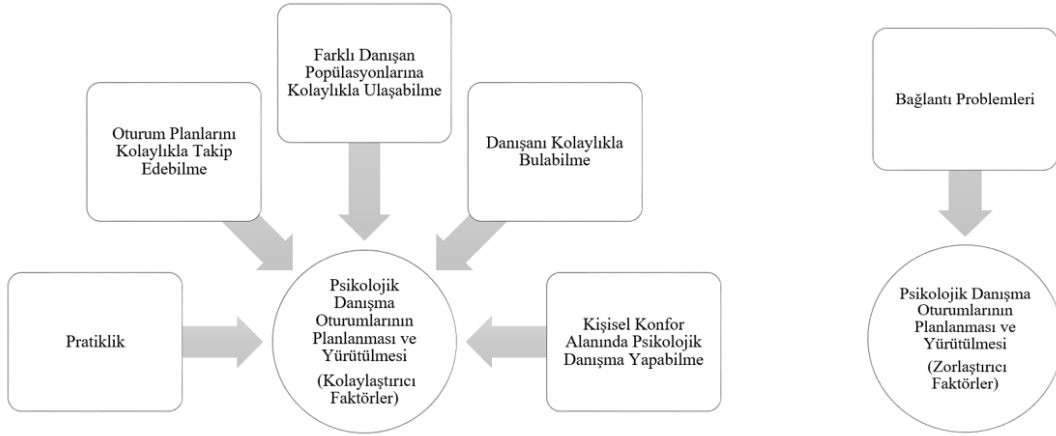 Farklı Danışan
Popülasyonlarına
Kolaylıkla Ulaşabilme
Oturum Planlarını
Kolaylıkla Takip
Edebilme
Danışanı Kolaylıkla
Bulabilme
Pratiklik
Psikolojik
Danışma
Oturumlarının
Planlanması ve
Yürütülmesi
(Kolaylaştırıcı
Faktörler)
Kişisel Konfor
Alanında Psikolojik
Danışma Yapabilme
Bağlantı Problemleri
Psikolojik Danışma
Oturumlarının
Planlanması ve
Yürütülmesi
(Zorlaştırıcı
Faktörler)